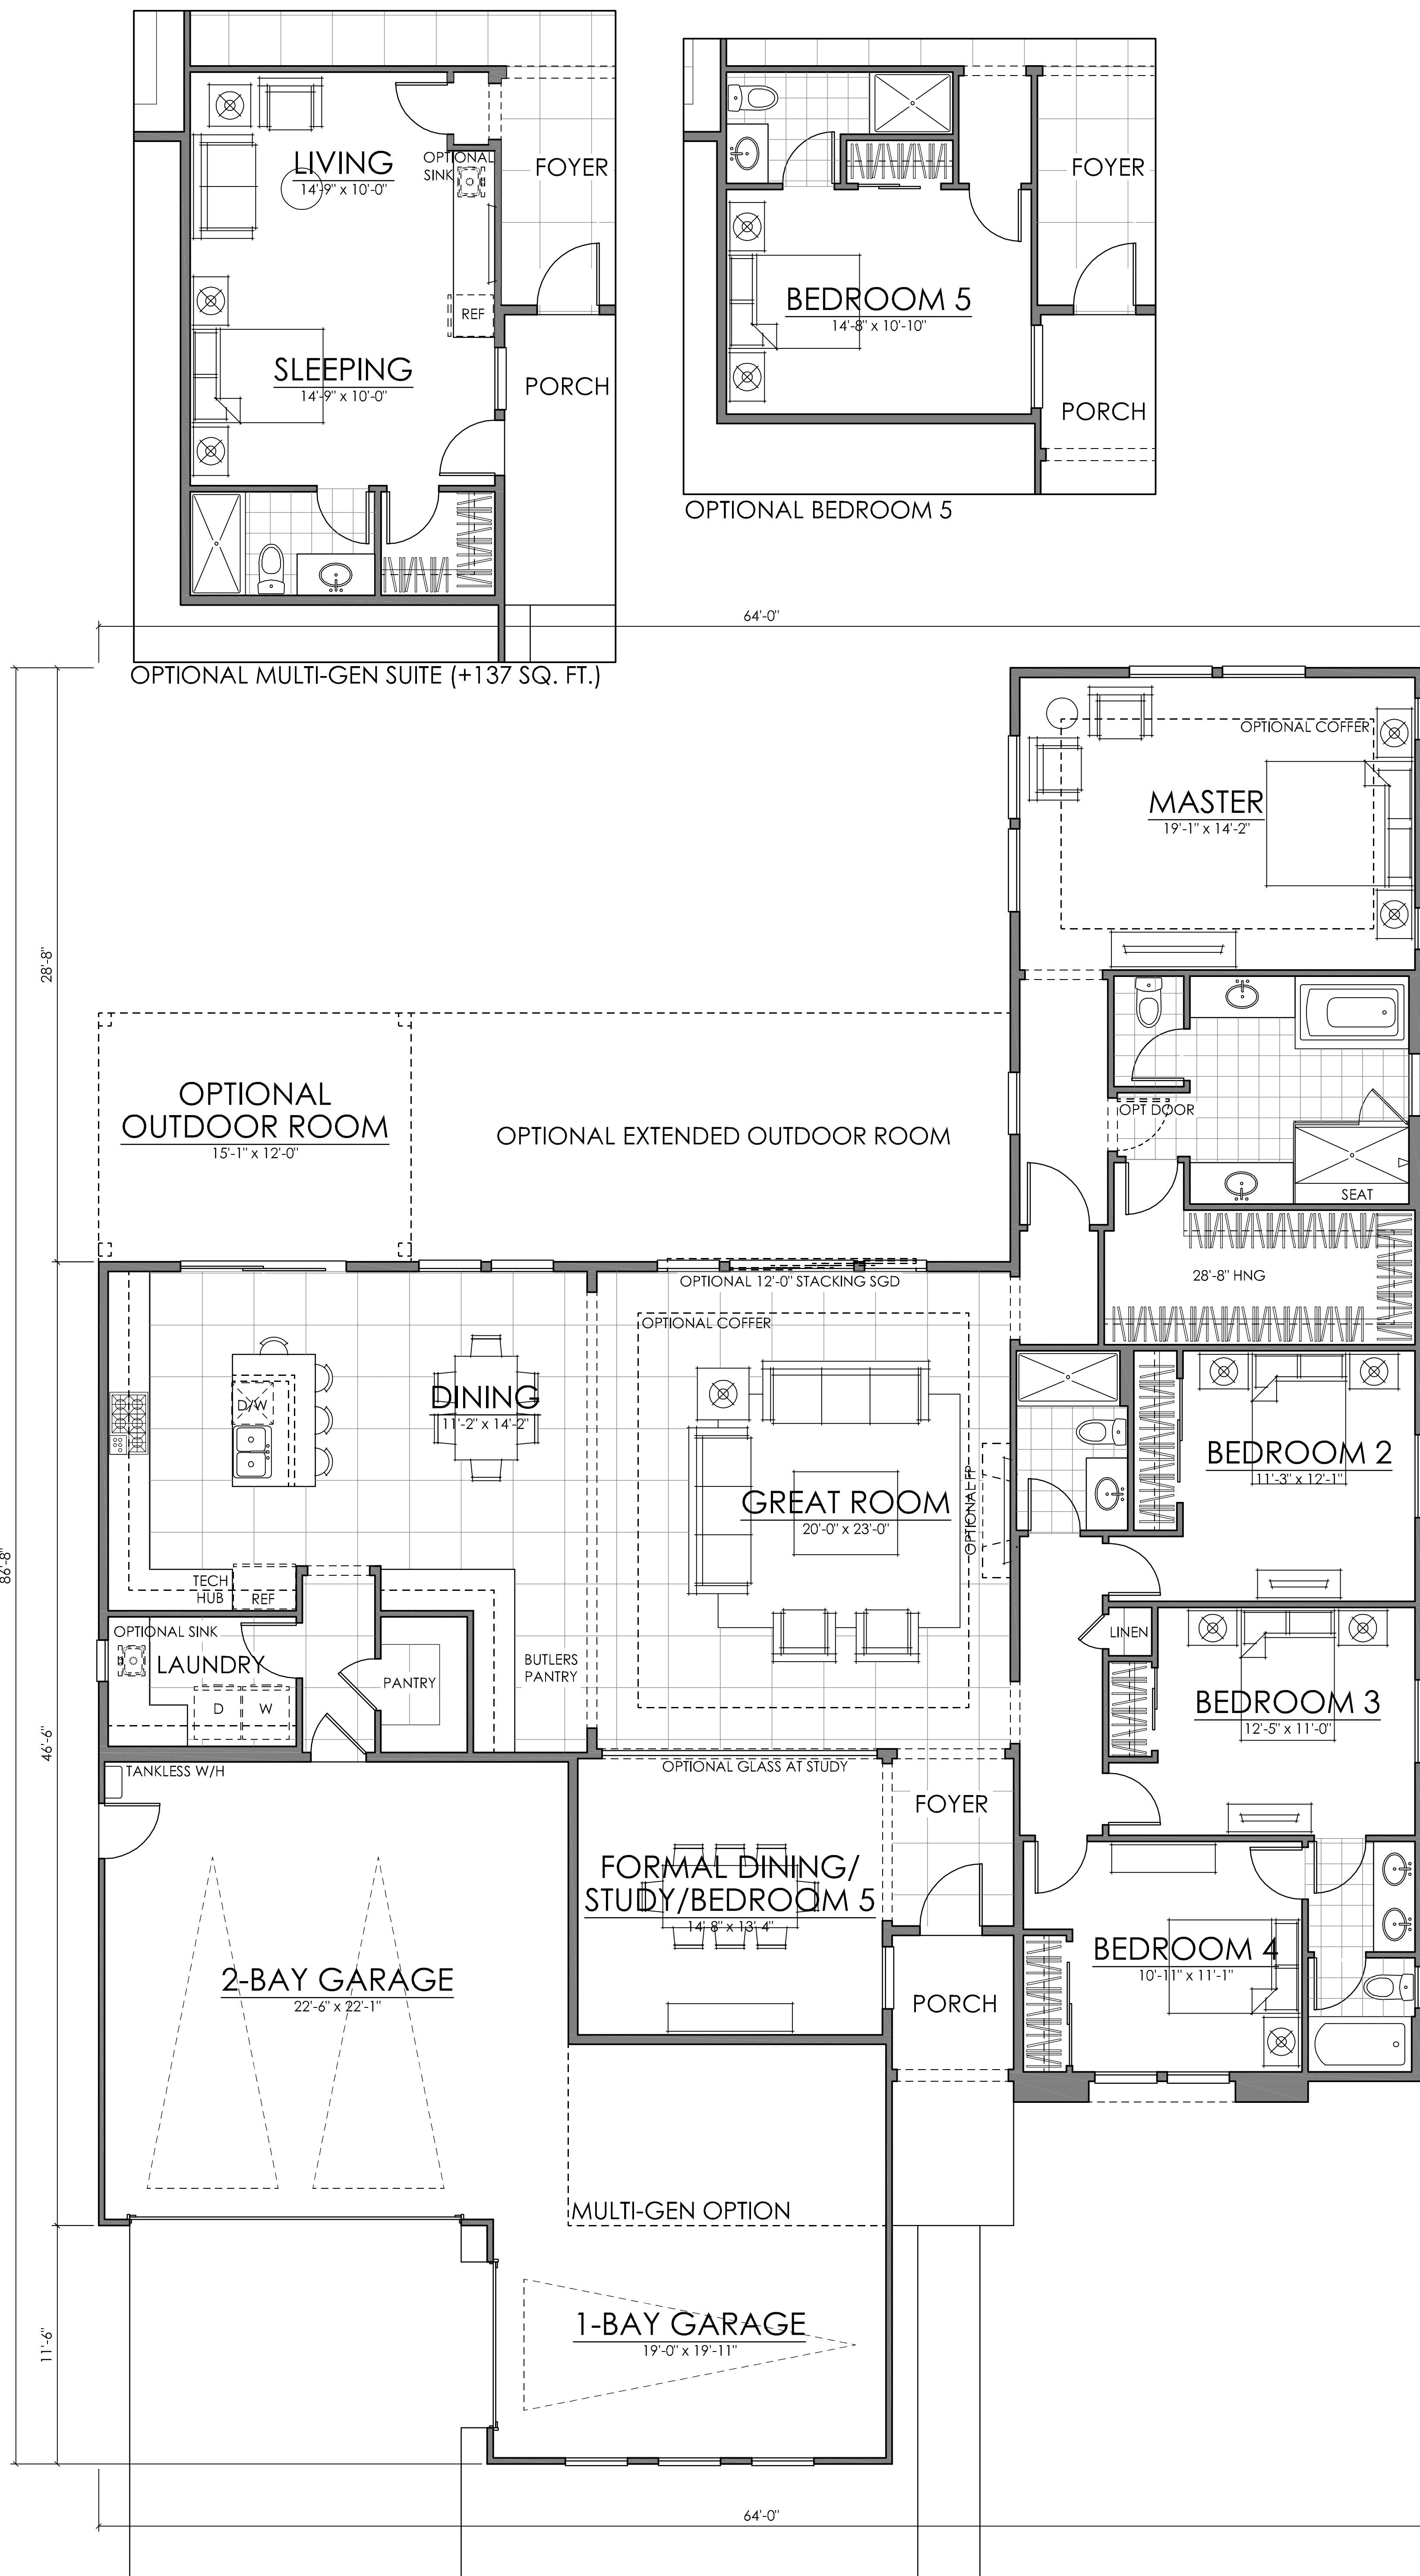 LIVING
14'-9" x 10'-0"
OPTIONAL
SINK
FOYER
REF
SLEEPING
14'-9" x 10'-0"
PORCH
OPTIONAL MULTI-GEN SUITE (+137 SQ. FT.)
FOYER
BEDROOM 5
14'-8" x 10'-10"
PORCH
OPTIONAL BEDROOM 5
64'-0"
OPTIONAL COFFER
MASTER
19'-1" x 14'-2"
28'-8"
OPTIONAL
OUTDOOR ROOM
15'-1" x 12'-0"
OPTIONAL EXTENDED OUTDOOR ROOM
OPT DOOR
SEAT
28'-8" HNG
OPTIONAL 12'-0" STACKING SGD
OPTIONAL COFFER
D/W
DINING
11'-2" x 14'-2"
GREAT ROOM
20'-0" x 23'-0"
OPTIONAL FP
BEDROOM 2
11'-3" x 12'-1"
86'-8"
TECH
HUB
REF
OPTIONAL SINK
LAUNDRY
D
W
PANTRY
BUTLERS
PANTRY
LINEN
BEDROOM 3
12'-5" x 11'-0"
46'-6"
TANKLESS W/H
OPTIONAL GLASS AT STUDY
FOYER
FORMAL DINING/
STUDY/BEDROOM 5
14'-8" x 13'-4"
BEDROOM 4
10'-11" x 11'-1"
2-BAY GARAGE
22'-6" x 22'-1"
PORCH
MULTI-GEN OPTION
11'-6"
1-BAY GARAGE
19'-0" x 19'-11"
64'-0"